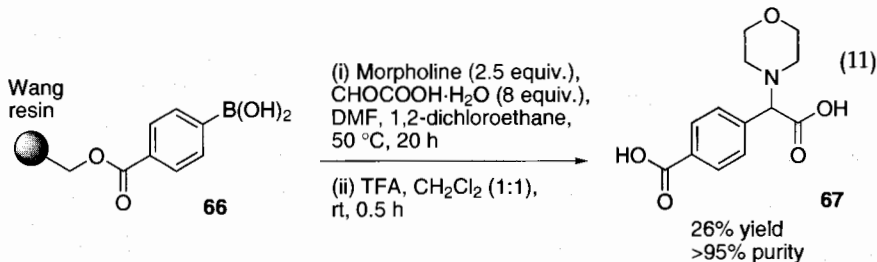 Wang
resin
O
O
B(OH)₂
66
(i) Morpholine (2.5 equiv.),
CHOCOOH·H₂O (8 equiv.),
DMF, 1,2-dichloroethane,
50 °C, 20 h
(ii) TFA, CH₂Cl₂ (1:1),
rt, 0.5 h
O
N
OH
O
HO
O
67
26% yield
>95% purity
(11)